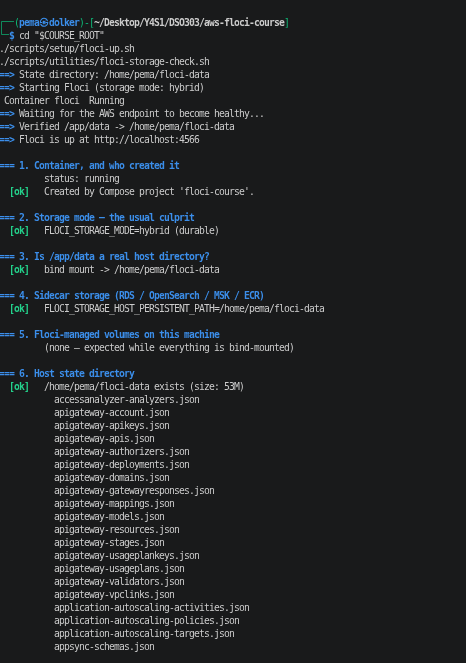 ┌──(pema㉿dolker)-[~/Desktop/Y4S1/DSO303/aws-floci-course]
└─$ cd "$COURSE_ROOT"
./scripts/setup/floci-up.sh
./scripts/utilities/floci-storage-check.sh
==> State directory: /home/pema/floci-data
==> Starting Floci (storage mode: hybrid)
Container floci  Running
==> Waiting for the AWS endpoint to become healthy...
==> Verified /app/data -> /home/pema/floci-data
==> Floci is up at http://localhost:4566

=== 1. Container, and who created it
status: running
[ok]   Created by Compose project 'floci-course'.

=== 2. Storage mode — the usual culprit
[ok]   FLOCI_STORAGE_MODE=hybrid (durable)

=== 3. Is /app/data a real host directory?
[ok]   bind mount -> /home/pema/floci-data

=== 4. Sidecar storage (RDS / OpenSearch / MSK / ECR)
[ok]   FLOCI_STORAGE_HOST_PERSISTENT_PATH=/home/pema/floci-data

=== 5. Floci-managed volumes on this machine
(none — expected while everything is bind-mounted)

=== 6. Host state directory
[ok]   /home/pema/floci-data exists (size: 53M)
accessanalyzer-analyzers.json
apigateway-account.json
apigateway-apikeys.json
apigateway-apis.json
apigateway-authorizers.json
apigateway-deployments.json
apigateway-domains.json
apigateway-gatewayresponses.json
apigateway-mappings.json
apigateway-models.json
apigateway-resources.json
apigateway-stages.json
apigateway-usageplankeys.json
apigateway-usageplans.json
apigateway-validators.json
apigateway-vpclinks.json
application-autoscaling-activities.json
application-autoscaling-policies.json
application-autoscaling-targets.json
appsync-schemas.json